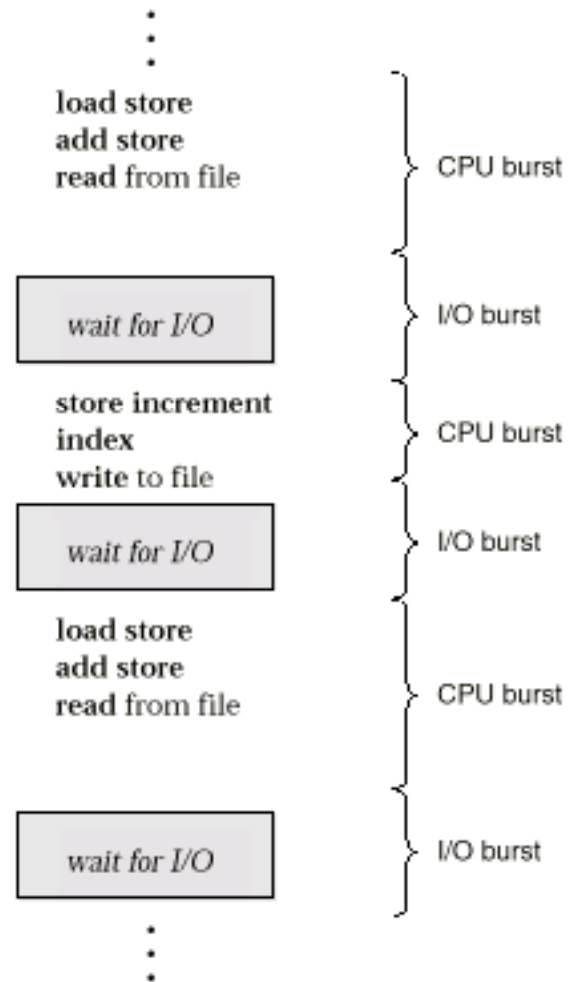 load store
add store
read from file
CPU burst
wait for I/O
I/O burst
store increment
index
write to file
CPU burst
wait for I/O
I/O burst
load store
add store
read from file
CPU burst
wait for I/O
I/O burst